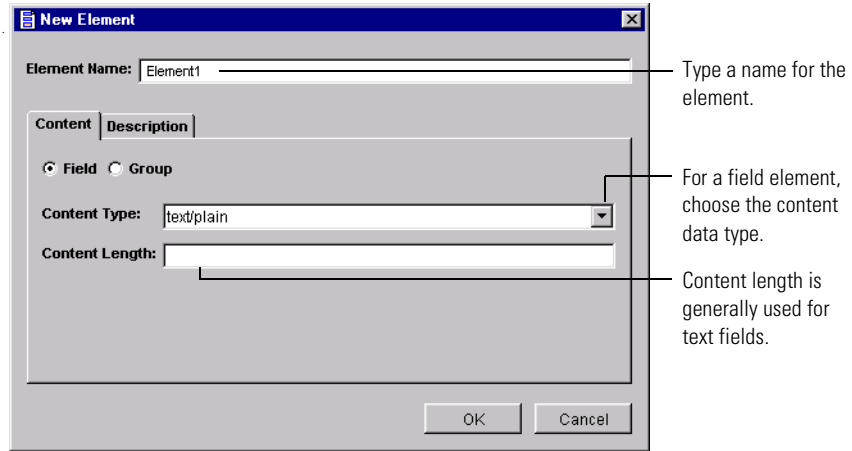 New Element
Element Name: Element1
Type a name for the
element.
Content Description
Field Group
For a field element,
choose the content
data type.
Content Type: text/plain
Content Length:
Content length is
generally used for
text fields.
OK Cancel